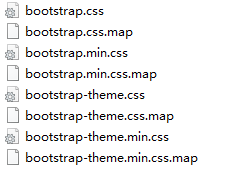 bootstrap.css
bootstrap.css.map
bootstrap.min.css
bootstrap.min.css.map
bootstrap-theme.css
bootstrap-theme.css.map
bootstrap-theme.min.css
bootstrap-theme.min.css.map